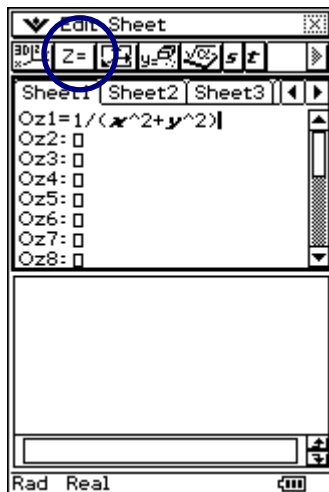 Edit Sheet
Z= y= s t
Sheet1 Sheet2 Sheet3
z1=1/(x^2+y^2)
z2:
z3:
z4:
z5:
z6:
z7:
z8:
Rad Real